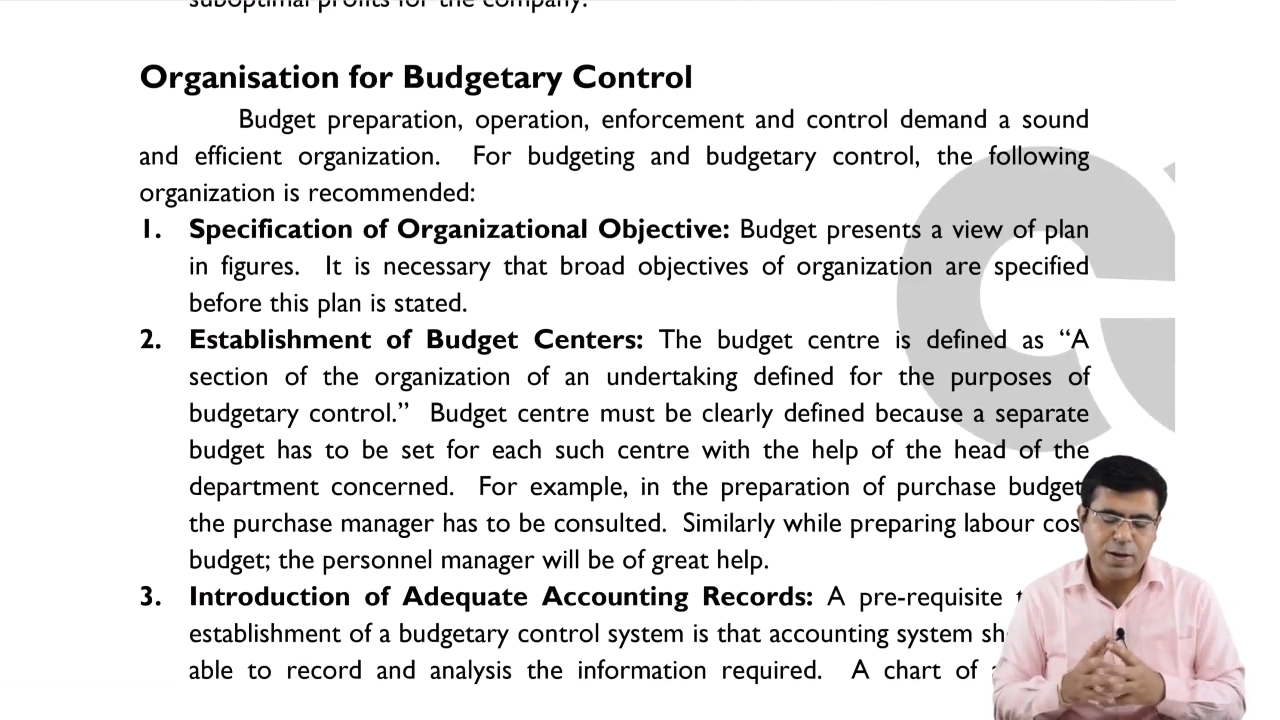 suboptimal profits for the company.
Organisation for Budgetary Control
Budget preparation, operation, enforcement and control demand a sound
and efficient organization. For budgeting and budgetary control, the following
organization is recommended:
1. Specification of Organizational Objective: Budget presents a view of plan
in figures. It is necessary that broad objectives of organization are specified
before this plan is stated.
2. Establishment of Budget Centers: The budget centre is defined as “A
section of the organization of an undertaking defined for the purposes of
budgetary control.” Budget centre must be clearly defined because a separate
budget has to be set for each such centre with the help of the head of the
department concerned. For example, in the preparation of purchase budget
the purchase manager has to be consulted. Similarly while preparing labour
budget; the personnel manager will be of great help.
3. Introduction of Adequate Accounting Records: A pre-requisite
establishment of a budgetary control system is that accounting system
able to record and analysis the information required. A chart of